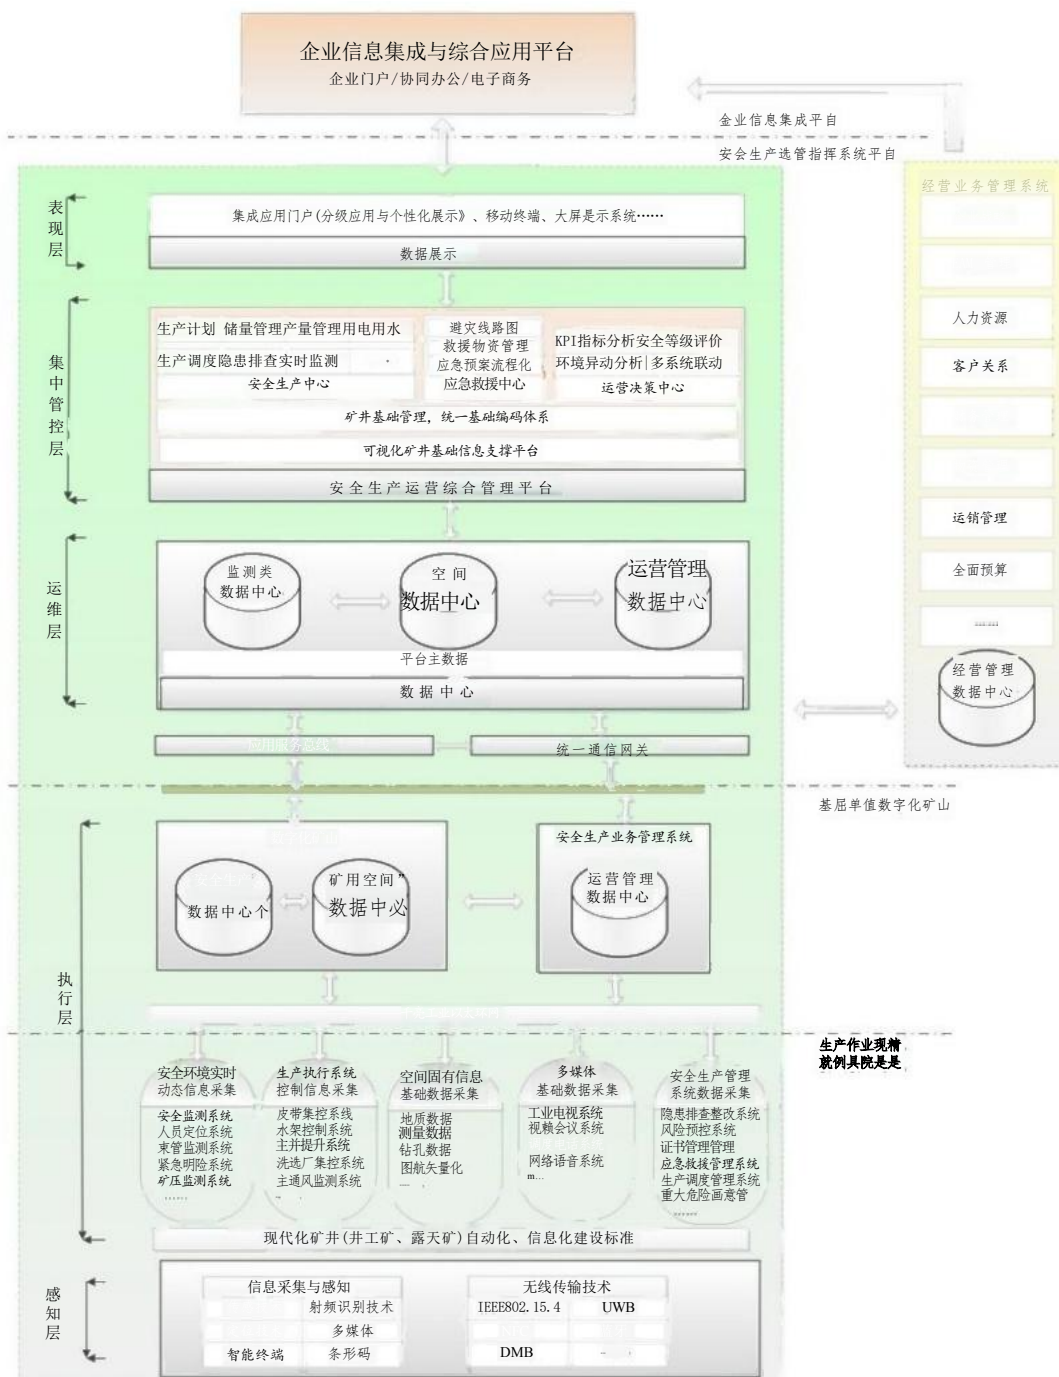 企业信息集成与综合应用平台
企业门户/协同办公/电子商务
金业信息集成平自
安会生产选管指挥系统平自
经营业务管理系统
人力资源
客户关系
运销管理
全面预算
经营管理
数据中心
表现层
集成应用门户(分级应用与个性化展示》、移动终端、大屏是示系统……
数据展示
集中管控层
生产计划 储量管理产量管理用电用水
生产调度隐患排查实时监测
安全生产中心
避灾线路图
救援物资管理
应急预案流程化
应急救援中心
KPI指标分析安全等级评价
环境异动分析|多系统联动
运营决策中心
矿井基础管理，统一基础编码体系
可视化矿井基础信息支撑平台
安全生产运营综合管理平台
运维层
监测类
数据中心
空间
数据中心
运营管理
数据中心
平台主数据
数据中心
应用服务总线
统一通信网关
基屈单值数字化矿山
执行层
安全生产
数据中心个
矿用空间”
数据中必
安全生产业务管理系统
运营管理
数据中心
生产作业现精
就例具院是是
安全环境实时
动态信息采集
安全监测系统
人员定位系统
束管监测系统
紧急明险系统
矿压监测系统
……
生产执行系统
控制信息采集
皮带集控系线
水架控制系统
主并提升系统
洗选厂集控系统
主通风监测系统
空间固有信息
基础数据采集
地质数据
测量数据
钻孔数据
图航矢量化
多媒体
基础数据采集
工业电视系统
视赖会议系统
网络语音系统
m…
安全生产管理
系统数据采集
隐患排查整改系统
风险预控系统
证书管理管理
应急救援管理系统
生产调度管理系统
重大危险画意管
……
现代化矿井(井工矿、露天矿)自动化、信息化建设标准
感知层
信息采集与感知
射频识别技术
多媒体
智能终端 条形码
无线传输技术
IEEE802.15.4 UWB
DMB